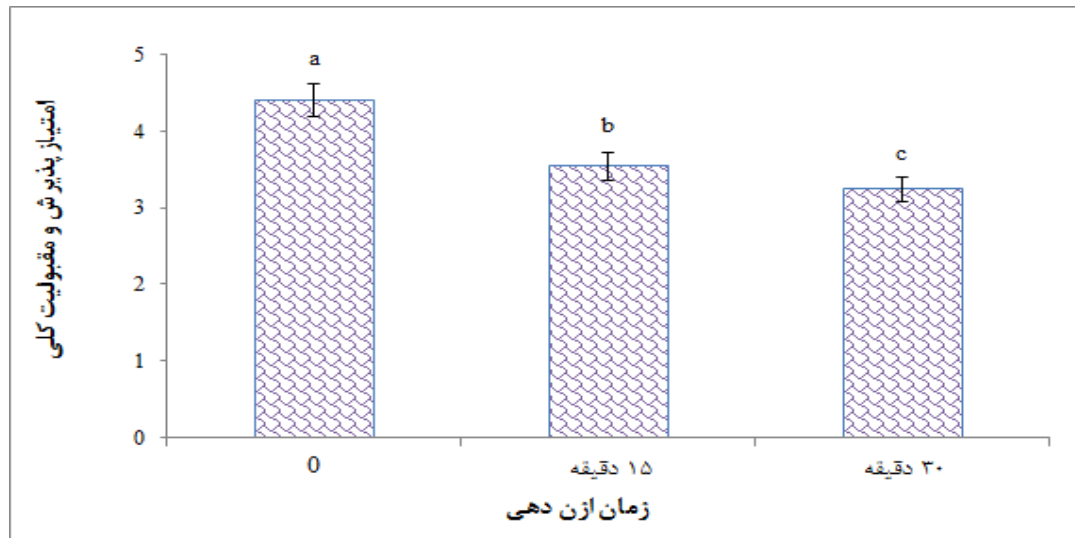 امتیاز پذیرش و مقبولیت کلی
5
4
3
2
1
0
a
b
c
0
۱۵ دقیقه
۳۰ دقیقه
زمان ازن دهی